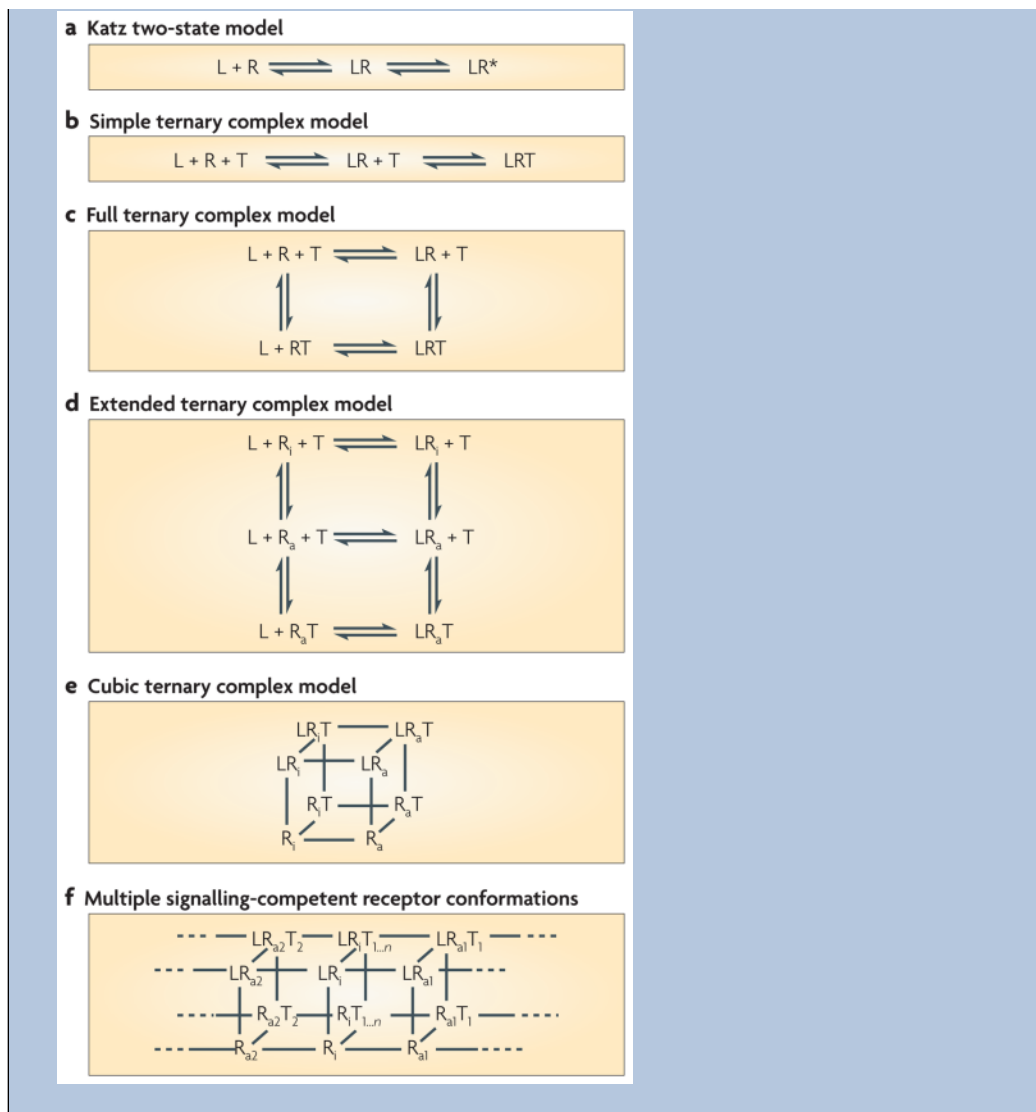 a Katz two-state model
L + R ⇌ LR ⇌ LR*
b Simple ternary complex model
L + R + T ⇌ LR + T ⇌ LRT
c Full ternary complex model
L + R + T ⇌ LR + T
L + RT ⇌ LRT
d Extended ternary complex model
L + Rᵢ + T ⇌ LRᵢ + T
L + Rₐ + T ⇌ LRₐ + T
L + RₐT ⇌ LRₐT
e Cubic ternary complex model
LRᵢT LRₐT
LRᵢ LRₐ
RᵢT RₐT
Rᵢ Rₐ
f Multiple signalling-competent receptor conformations
LRₐ₂T₂ LRᵢT₁...ₙ LRₐ₁T₁
LRₐ₂ LRᵢ LRₐ₁
Rₐ₂T₂ RᵢT₁...ₙ Rₐ₁T₁
Rₐ₂ Rᵢ Rₐ₁